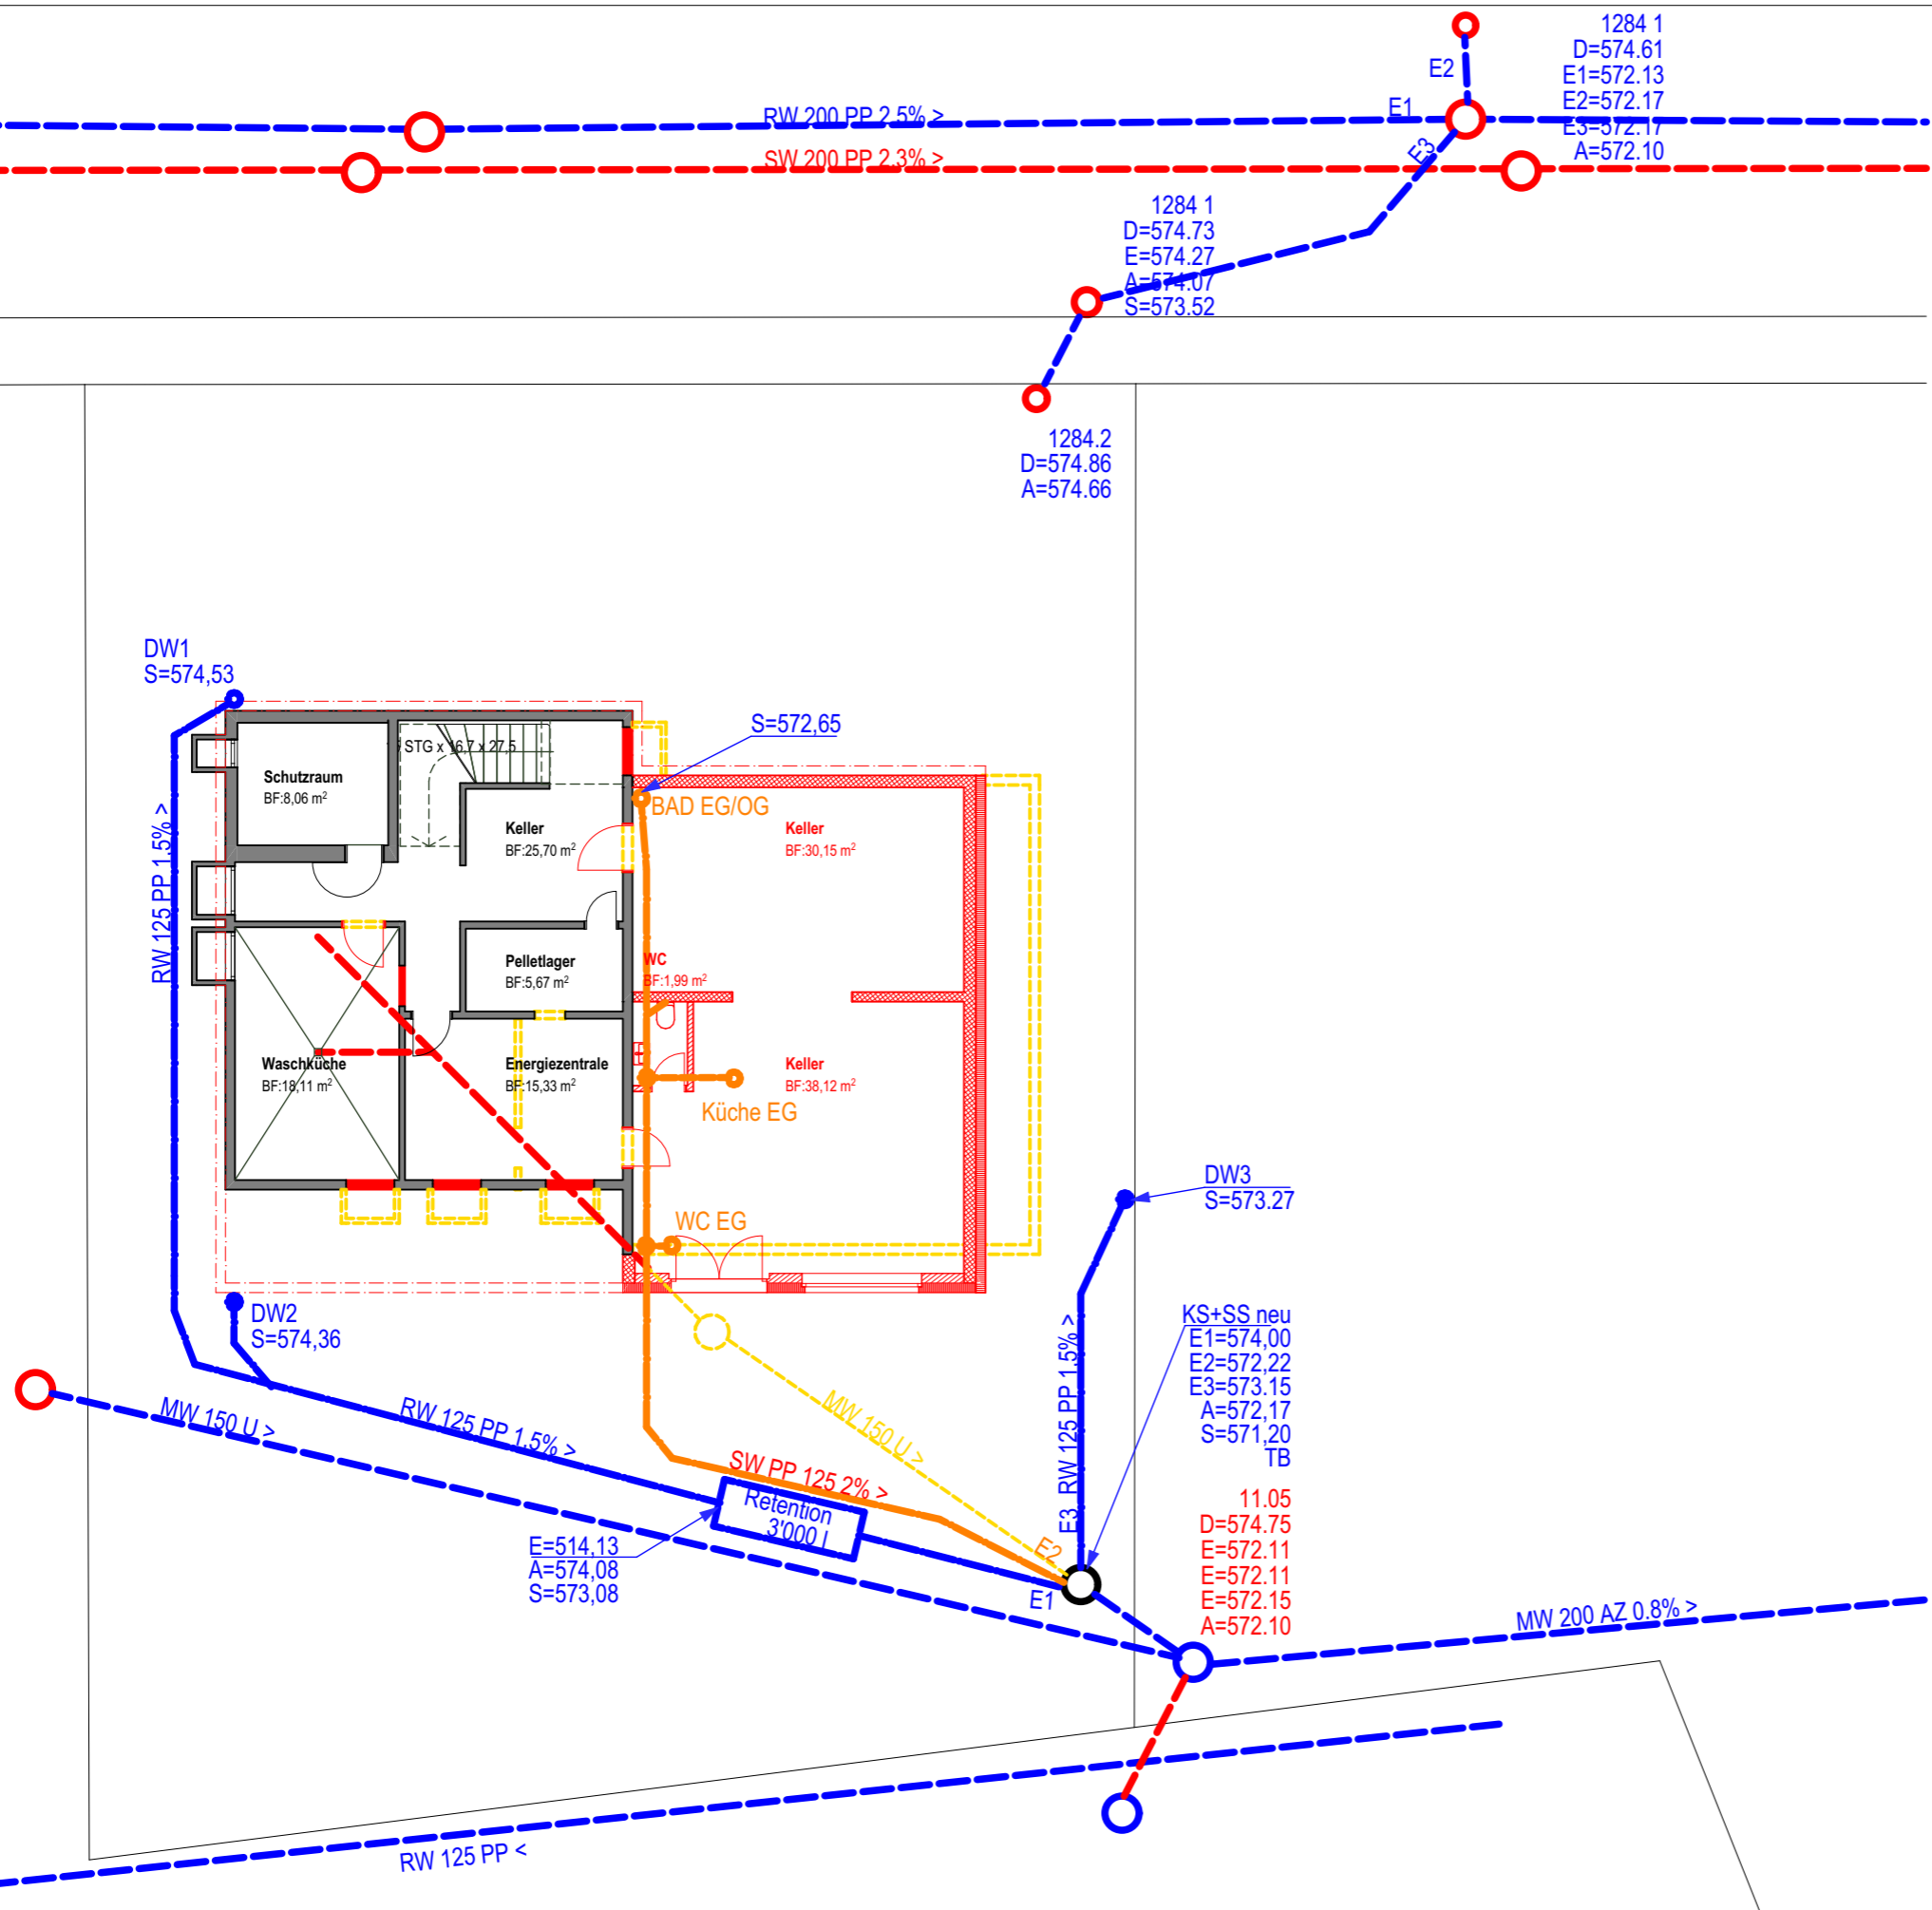 1284 1
D=574.61
E1=572.13
E2=572.17
E3=572.17
A=572.10
E2
E1
E3
RW 200 PP 2.5% >
SW 200 PP 2.3% >
1284 1
D=574.73
E=574.27
A=574.07
S=573.52
1284.2
D=574.86
A=574.66
DW1
S=574,53
S=572,65
STG x 16,7 x 27,5
Schutzraum
BF:8,06 m²
BAD EG/OG
Keller
BF:25,70 m²
Keller
BF:30,15 m²
RW 125 PP 1.5% >
Pelletlager
BF:5,67 m²
WC
BF:1,99 m²
Waschküche
BF:18,11 m²
Energiezentrale
BF:15,33 m²
Keller
BF:38,12 m²
Küche EG
WC EG
DW3
S=573.27
DW2
S=574,36
KS+SS neu
E1=574,00
E2=572,22
E3=573.15
A=572,17
S=571,20
TB
E3 RW 125 PP 1.5% >
MW 150 U >
RW 125 PP 1.5% >
MW 150 U >
SW PP 125 2% >
Retention
3'000 l
E=514,13
A=574,08
S=573,08
E2
E1
11.05
D=574.75
E=572.11
E=572.11
E=572.15
A=572.10
MW 200 AZ 0.8% >
RW 125 PP <